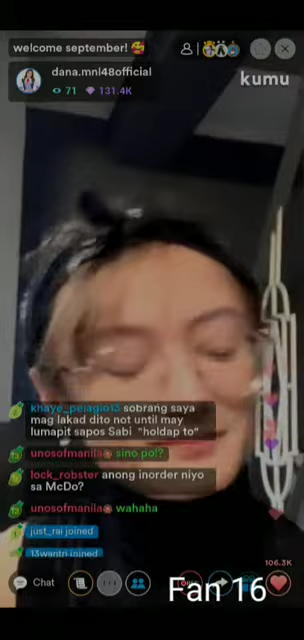 welcome september! 🥰
dana.mnl48official
71 131.4K
kumu
khaye_pelagio13 sobrang saya
mag lakad dito not until may
lumapit sapos Sabi "holdap to"
unosofmanila sino po!?
lock_robster anong inorder niyo
sa McDo?
unosofmanila wahaha
just_rai joined
13wantn joined
106.3K
Chat
Fan 16